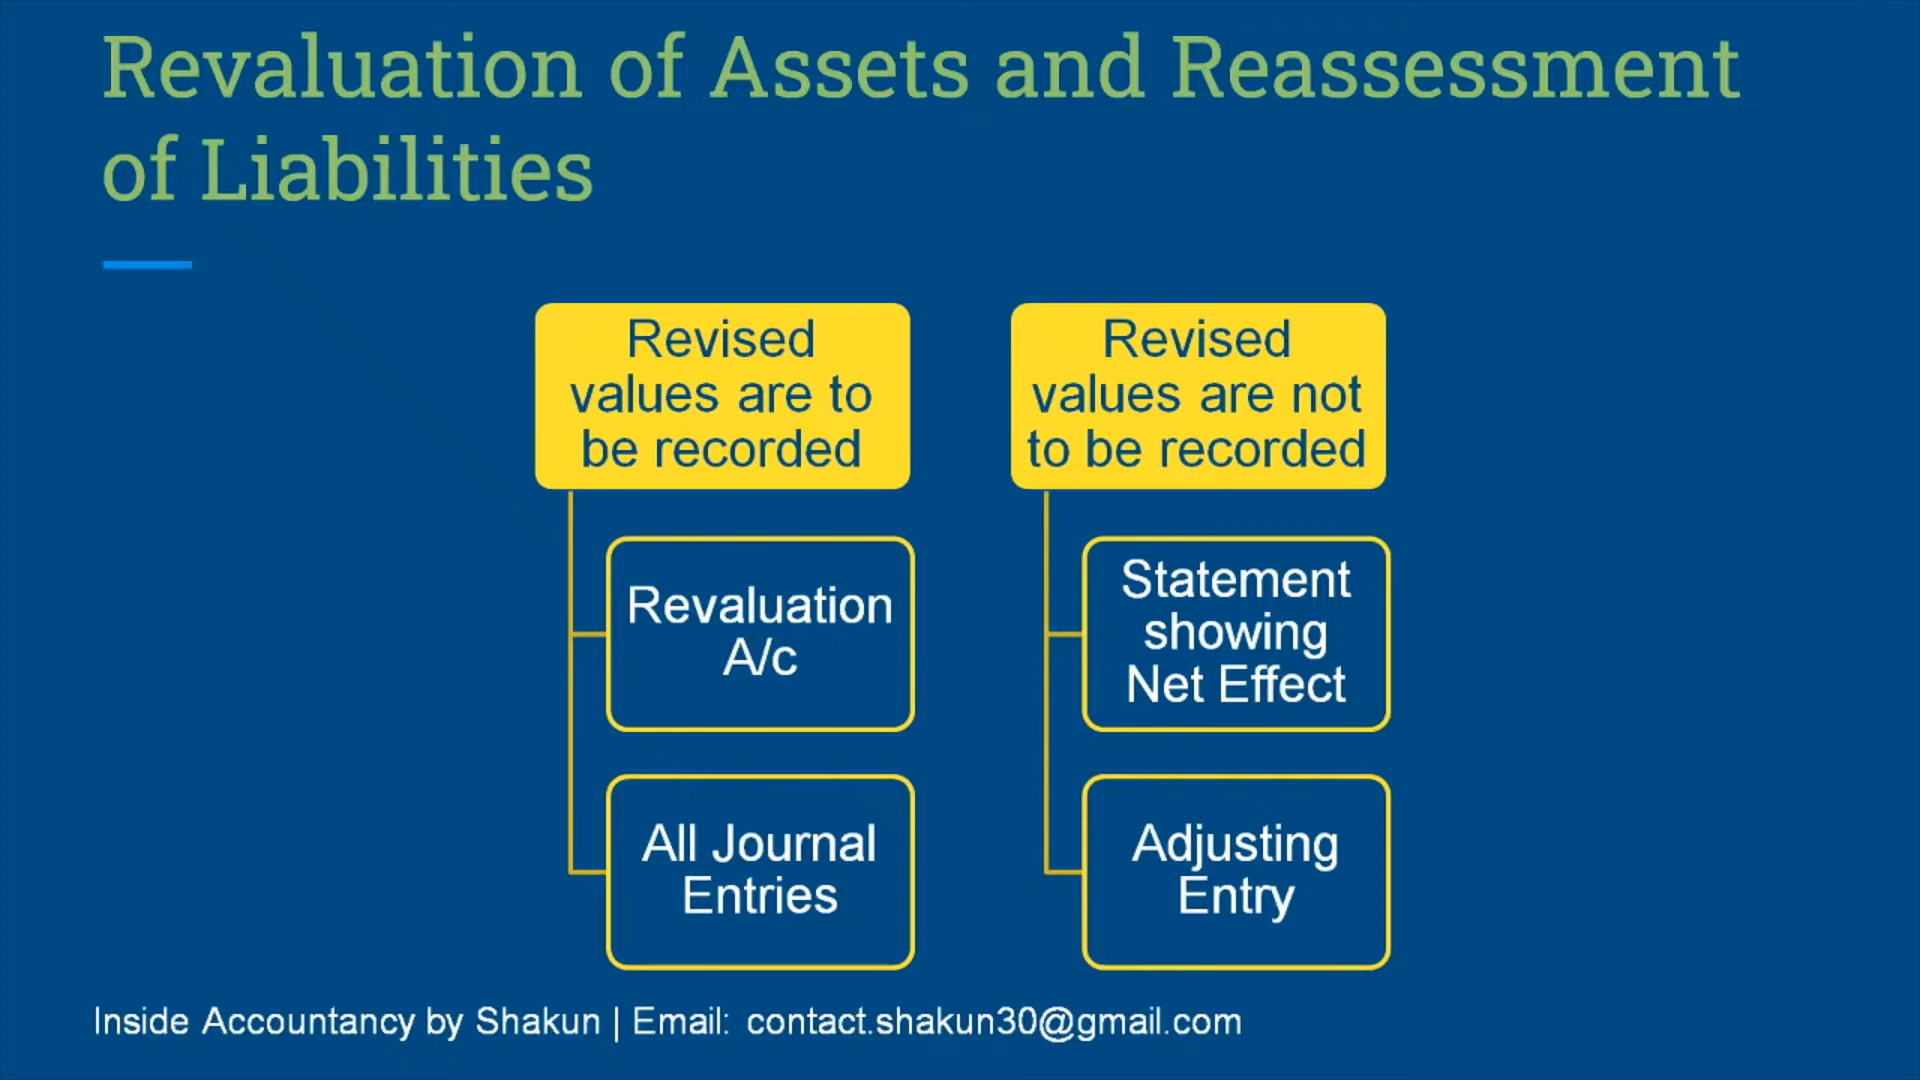 Revaluation of Assets and Reassessment
of Liabilities
Revised
values are to
be recorded
Revaluation
A/c
All Journal
Entries
Revised
values are not
to be recorded
Statement
showing
Net Effect
Adjusting
Entry
Inside Accountancy by Shakun | Email: contact.shakun30@gmail.com